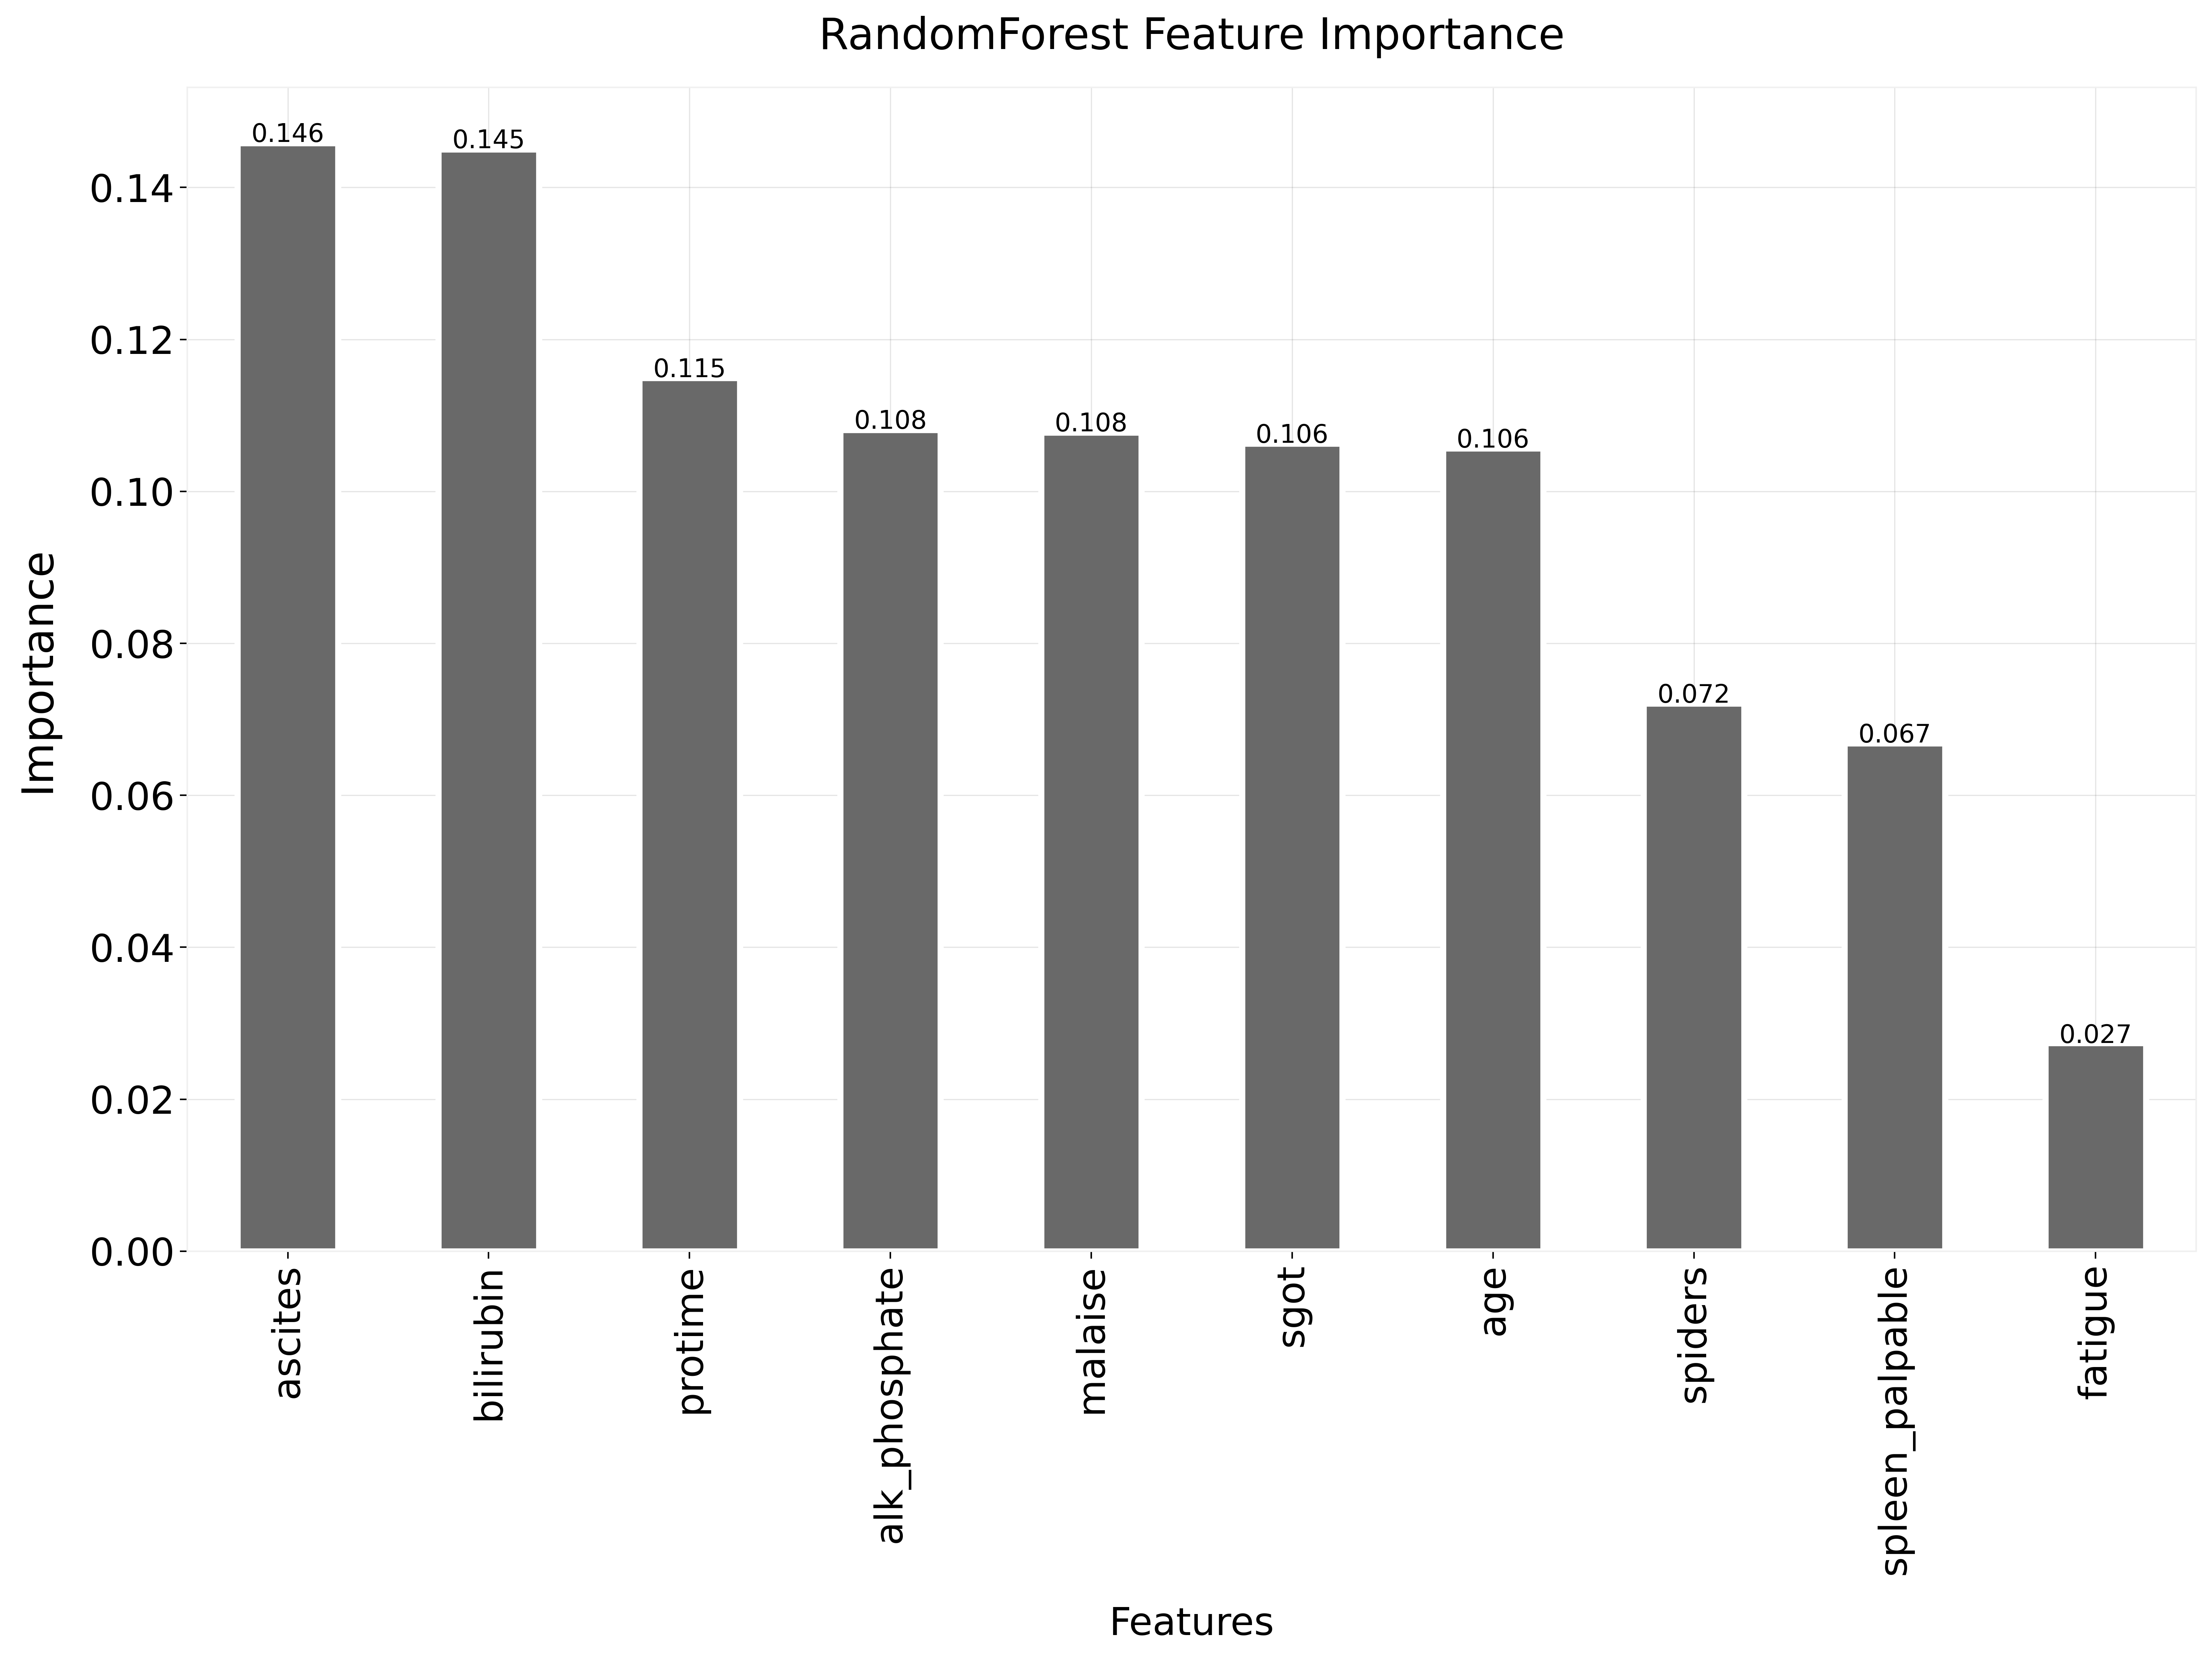 RandomForest Feature Importance
0.146
0.145
0.115
0.108
0.108
0.106
0.106
0.072
0.067
0.027
0.14
0.12
0.10
0.08
0.06
0.04
0.02
0.00
Importance
ascites
bilirubin
protime
alk_phosphate
malaise
sgot
age
spiders
spleen_palpable
fatigue
Features